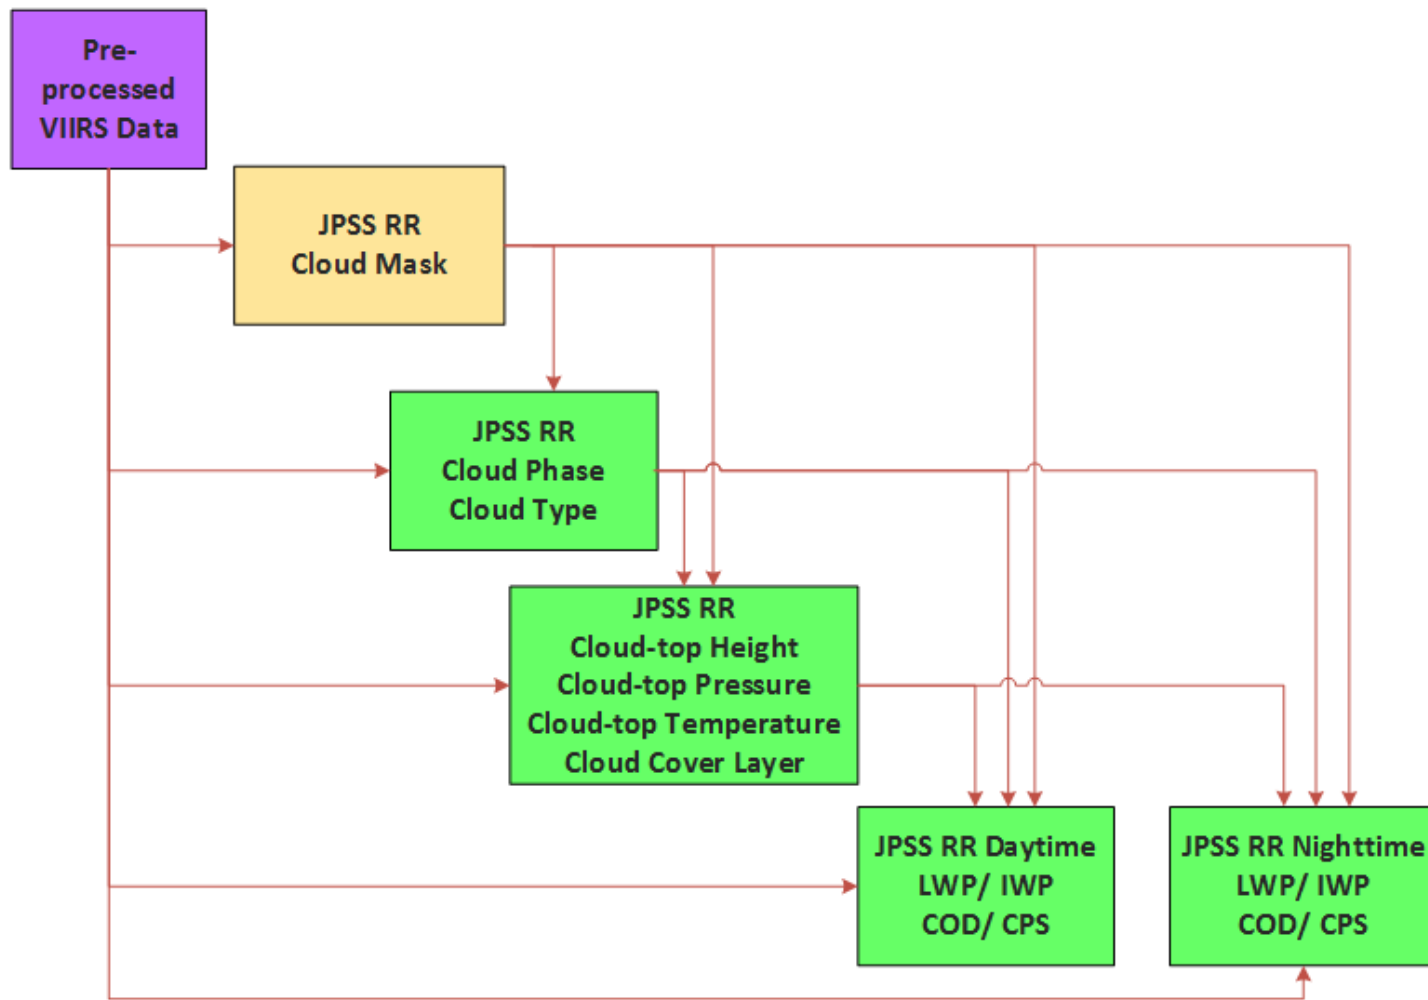 Pre-
processed
VIIRS Data
JPSS RR
Cloud Mask
JPSS RR
Cloud Phase
Cloud Type
JPSS RR
Cloud-top Height
Cloud-top Pressure
Cloud-top Temperature
Cloud Cover Layer
JPSS RR Daytime
LWP/ IWP
COD/ CPS
JPSS RR Nighttime
LWP/ IWP
COD/ CPS